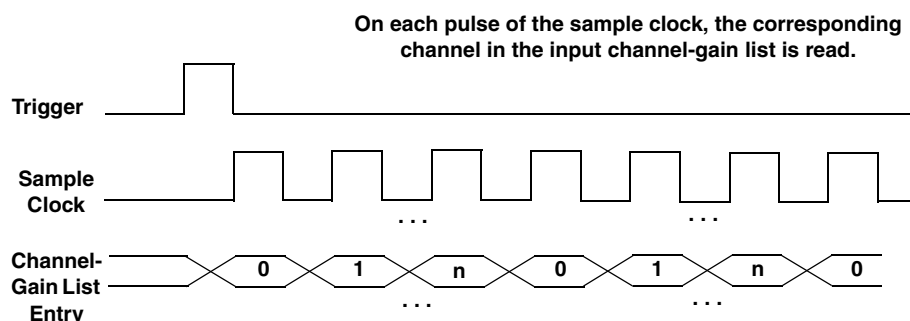 On each pulse of the sample clock, the corresponding
channel in the input channel-gain list is read.
Trigger
Sample
Clock
. . . . . .
Channel-
Gain List
Entry
0 1 n 0 1 n 0
. . . . . .